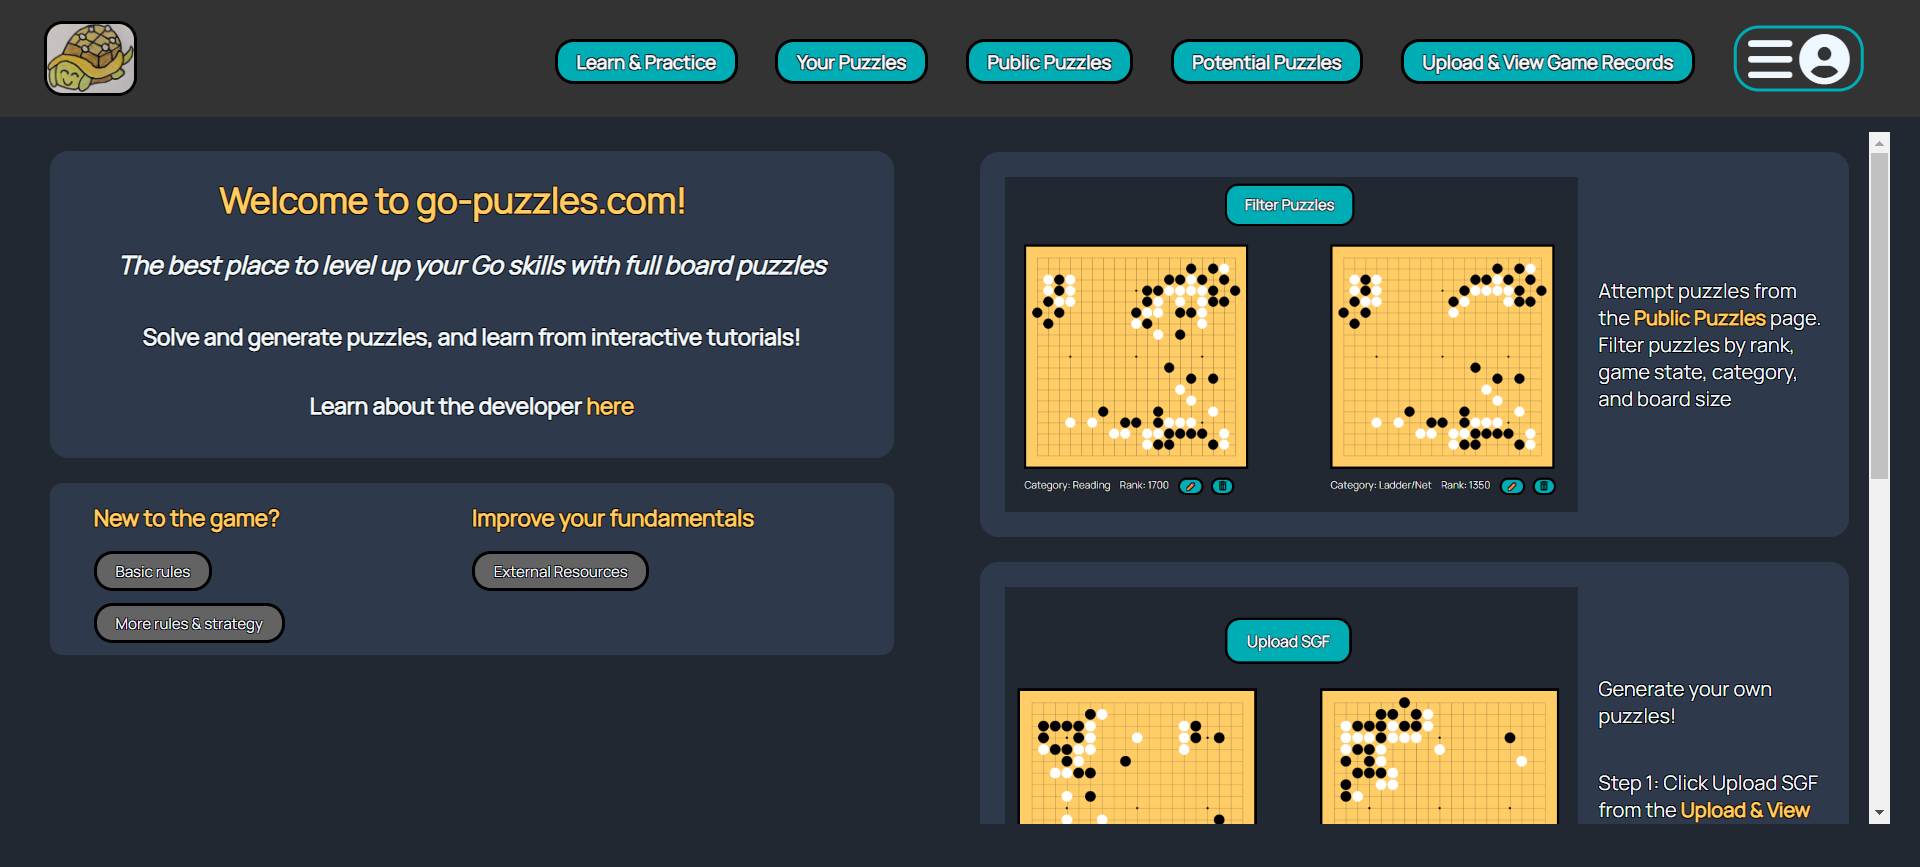 Learn & Practice
Your Puzzles
Public Puzzles
Potential Puzzles
Upload & View Game Records
Welcome to go-puzzles.com!
The best place to level up your Go skills with full board puzzles
Solve and generate puzzles, and learn from interactive tutorials!
Learn about the developer here
New to the game?
Basic rules
More rules & strategy
Improve your fundamentals
External Resources
Filter Puzzles
Category: Reading Rank: 1700
Category: Ladder/Net Rank: 1350
Attempt puzzles from
the Public Puzzles page.
Filter puzzles by rank,
game state, category,
and board size
Upload SGF
Generate your own
puzzles!
Step 1: Click Upload SGF
from the Upload & View